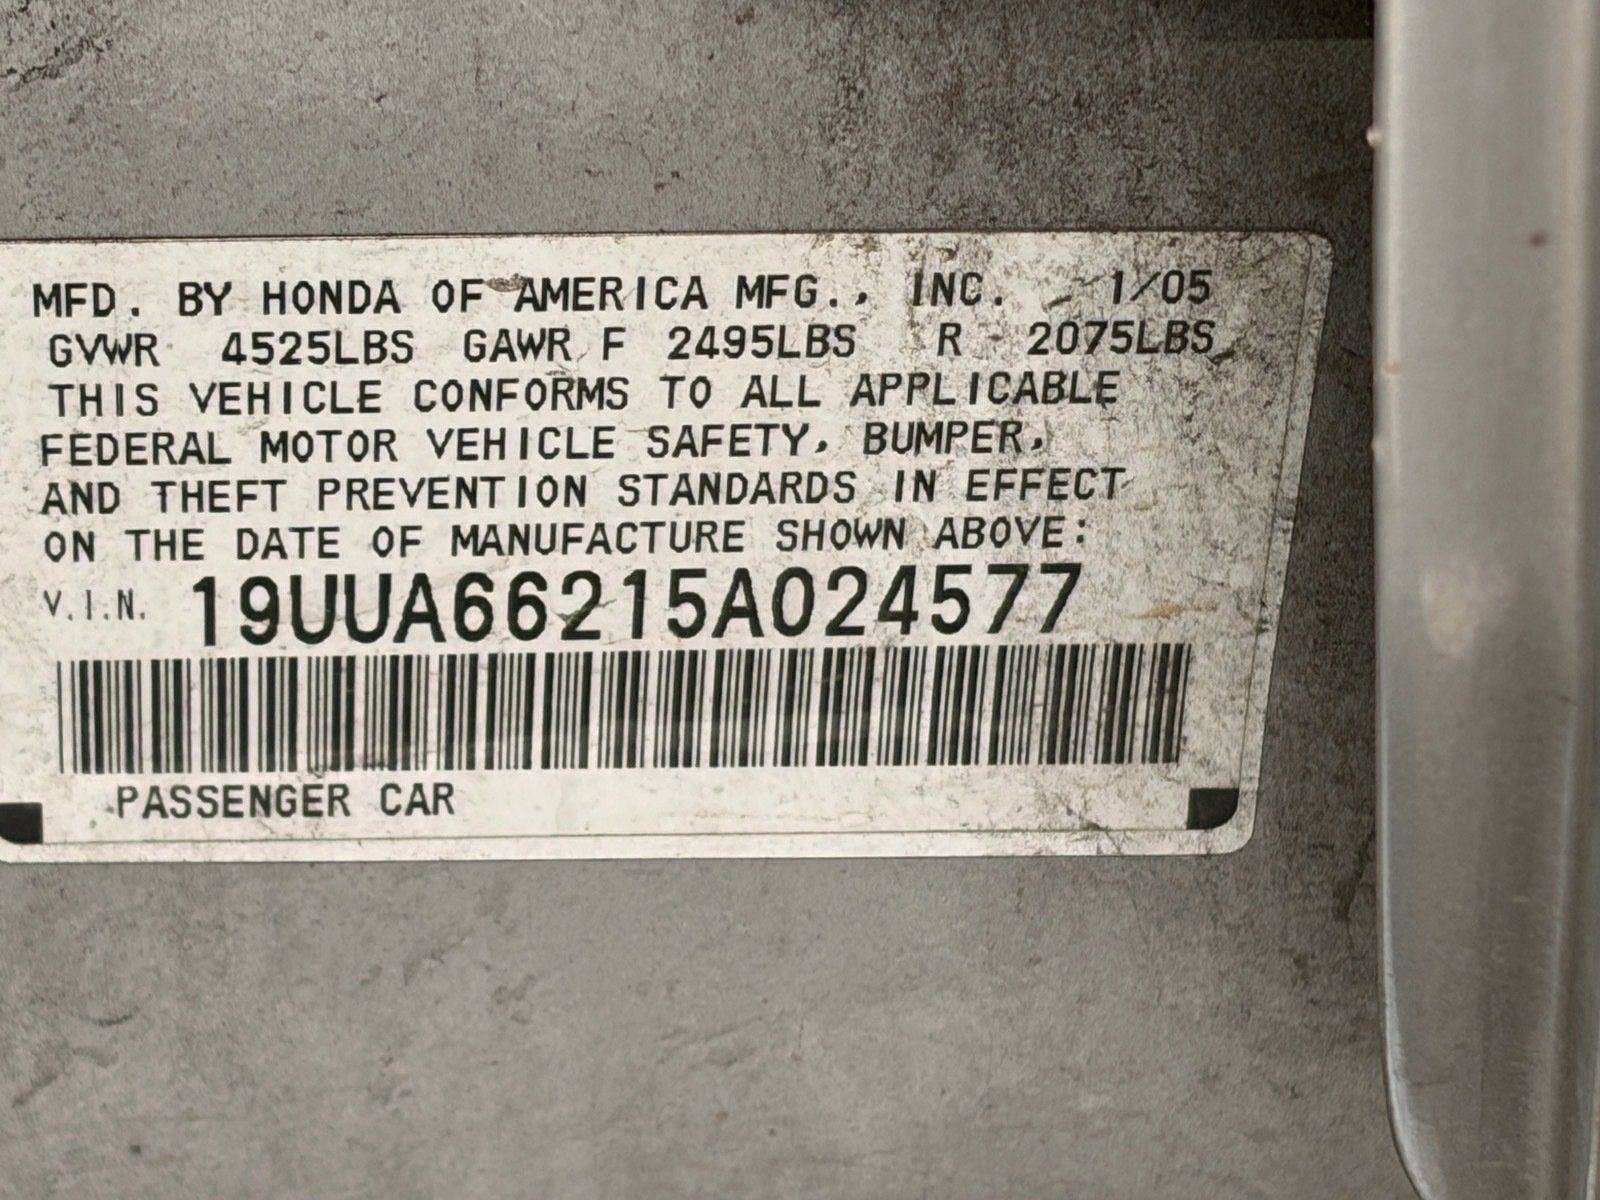 MFD. BY HONDA OF AMERICA MFG., INC. 1/05
GVWR 4525LBS GAWR F 2495LBS R 2075LBS
THIS VEHICLE CONFORMS TO ALL APPLICABLE
FEDERAL MOTOR VEHICLE SAFETY, BUMPER,
AND THEFT PREVENTION STANDARDS IN EFFECT
ON THE DATE OF MANUFACTURE SHOWN ABOVE:
V.I.N. 19UUA66215A024577
PASSENGER CAR